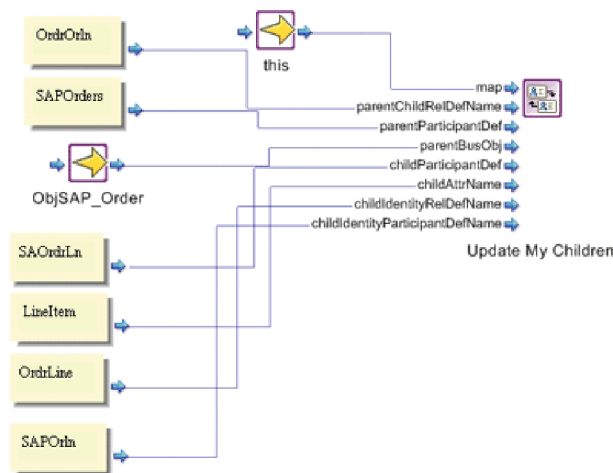 OrdrOrln
this
SAPOrders
map
parentChildRelDefName
parentParticipantDef
parentBusObj
childParticipantDef
childAttrName
childIdentityRelDefName
childIdentityParticipantDefName
ObjSAP_Order
Update My Children
SAOrdrLn
LineItem
OrdrLine
SAPOrln